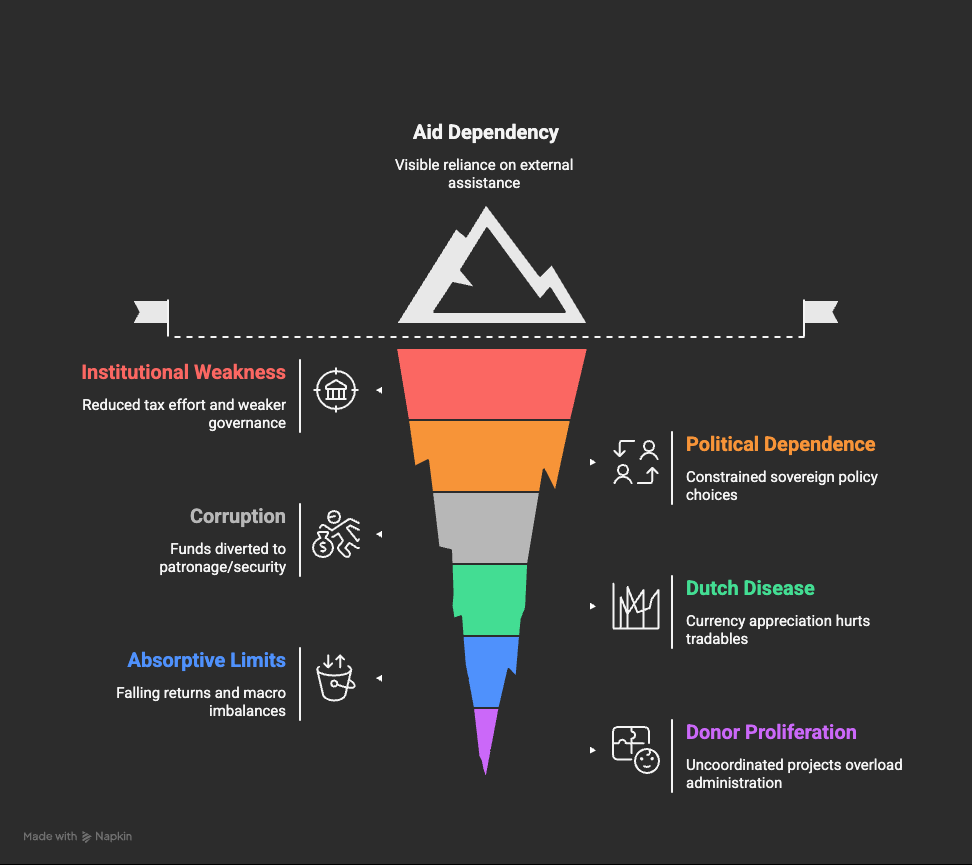 Aid Dependency
Visible reliance on external
assistance
Institutional Weakness
Reduced tax effort and weaker
governance
Political Dependence
Constrained sovereign policy
choices
Corruption
Funds diverted to
patronage/security
$
Dutch Disease
Currency appreciation hurts
tradables
Absorptive Limits
Falling returns and macro
imbalances
Donor Proliferation
Uncoordinated projects overload
administration
Made with Napkin